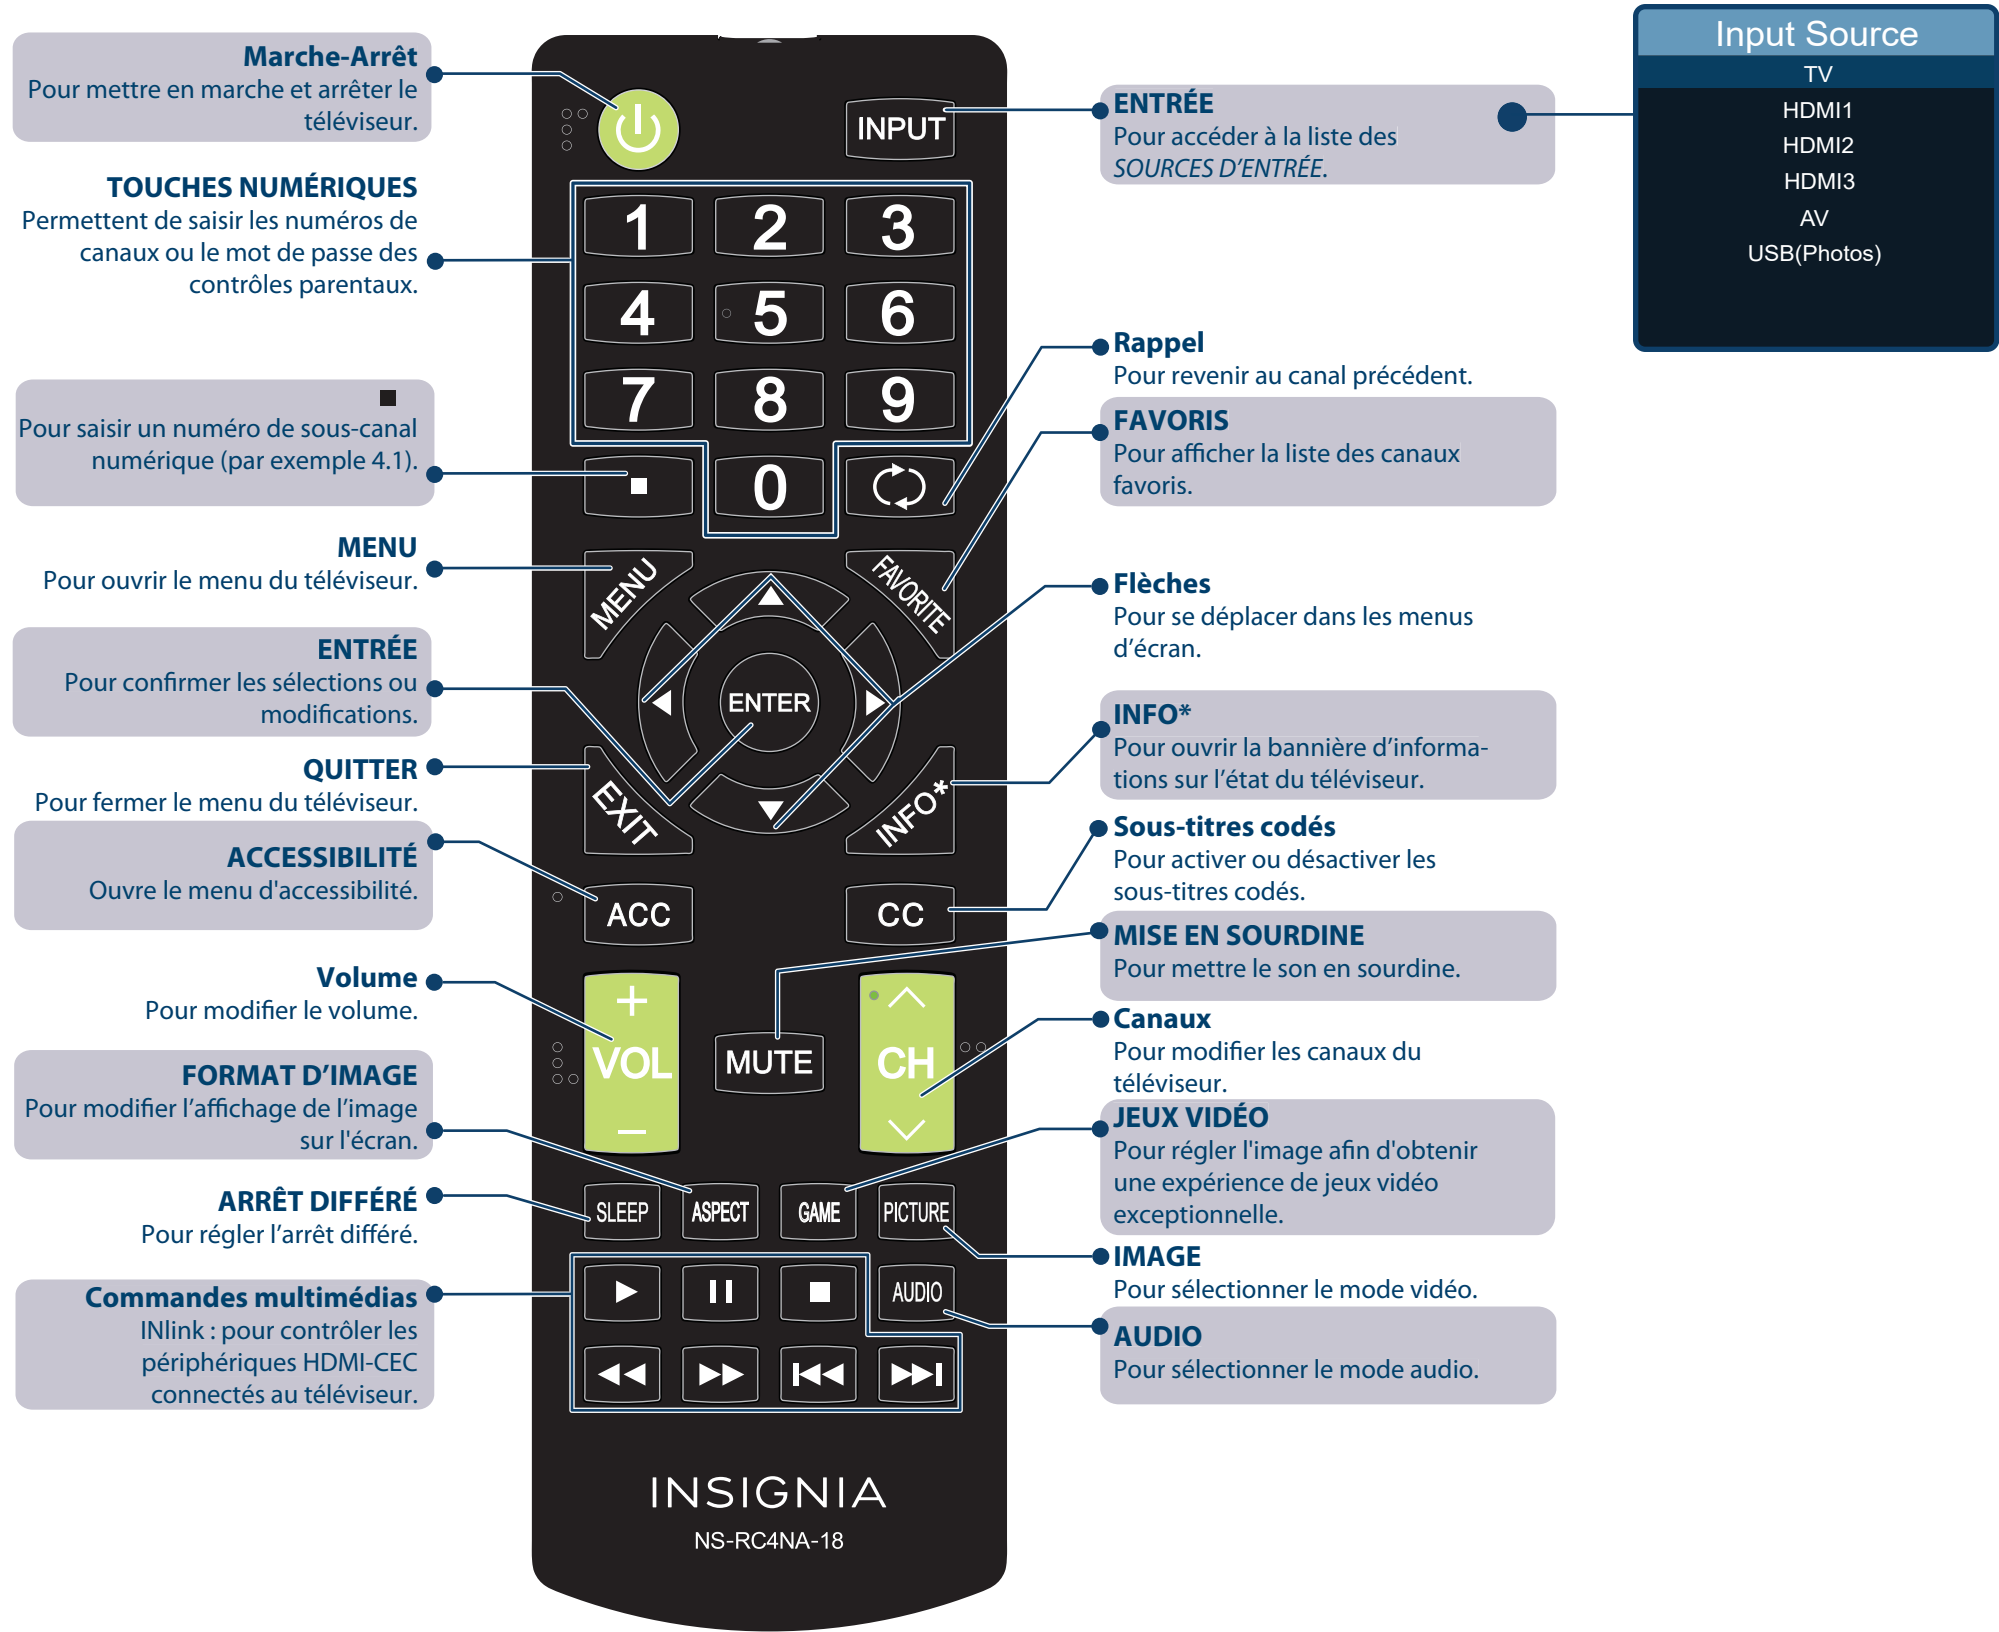 Marche-Arrêt
Pour mettre en marche et arrêter le
téléviseur.
TOUCHES NUMÉRIQUES
Permettent de saisir les numéros de
canaux ou le mot de passe des
contrôles parentaux.
■
Pour saisir un numéro de sous-canal
numérique (par exemple 4.1).
MENU
Pour ouvrir le menu du téléviseur.
ENTRÉE
Pour confirmer les sélections ou
modifications.
QUITTER
Pour fermer le menu du téléviseur.
ACCESSIBILITÉ
Ouvre le menu d'accessibilité.
Volume
Pour modifier le volume.
FORMAT D’IMAGE
Pour modifier l’affichage de l’image
sur l'écran.
ARRÊT DIFFÉRÉ
Pour régler l’arrêt différé.
Commandes multimédias
INlink : pour contrôler les
périphériques HDMI-CEC
connectés au téléviseur.
INPUT
1 2 3
4 5 6
7 8 9
0
MENU
FAVORITE
ENTER
EXIT
INFO*
ACC
CC
+
VOL
–
MUTE
CH
SLEEP
ASPECT
GAME
PICTURE
AUDIO
INSIGNIA
NS-RC4NA-18
ENTRÉE
Pour accéder à la liste des
SOURCES D’ENTRÉE.
Rappel
Pour revenir au canal précédent.
FAVORIS
Pour afficher la liste des canaux
favoris.
Flèches
Pour se déplacer dans les menus
d’écran.
INFO*
Pour ouvrir la bannière d’informa-
tions sur l’état du téléviseur.
Sous-titres codés
Pour activer ou désactiver les
sous-titres codés.
MISE EN SOURDINE
Pour mettre le son en sourdine.
Canaux
Pour modifier les canaux du
téléviseur.
JEUX VIDÉO
Pour régler l'image afin d'obtenir
une expérience de jeux vidéo
exceptionnelle.
IMAGE
Pour sélectionner le mode vidéo.
AUDIO
Pour sélectionner le mode audio.
Input Source
TV
HDMI1
HDMI2
HDMI3
AV
USB(Photos)